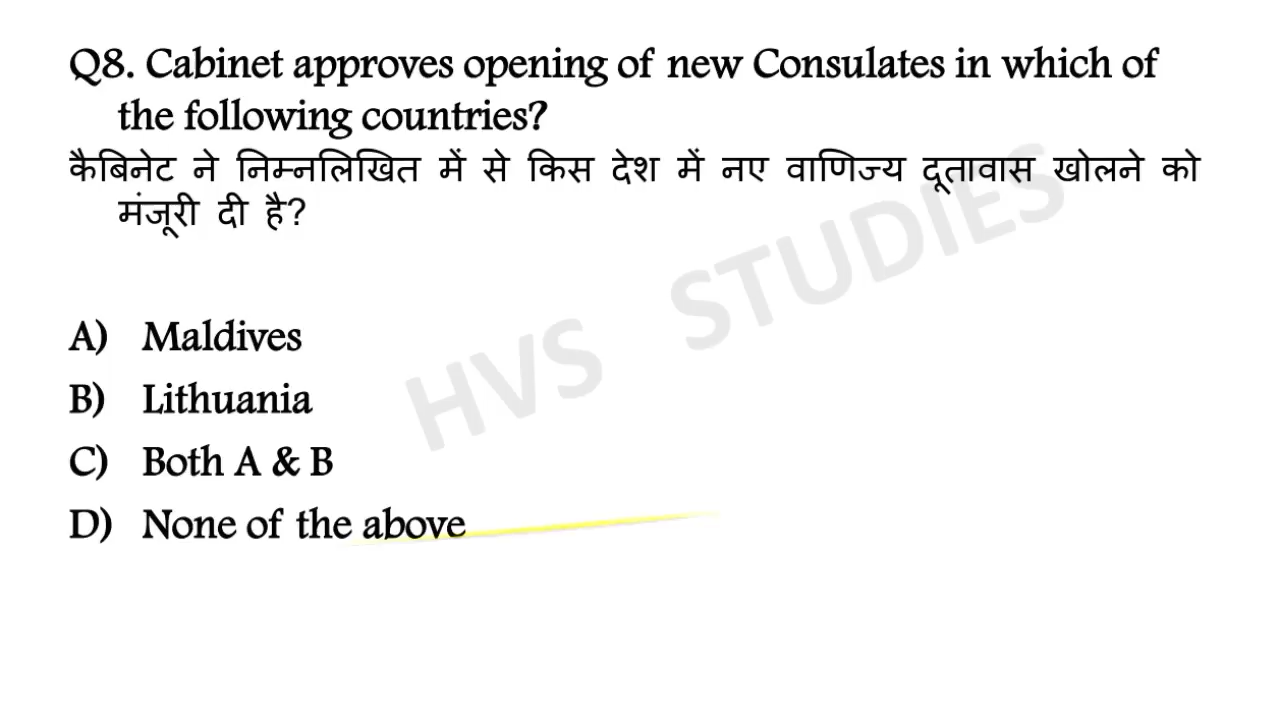 Q8. Cabinet approves opening of new Consulates in which of
the following countries?
कैबिनेट ने निम्नलिखित में से किस देश में नए वाणिज्य दूतावास खोलने को
मंजूरी दी है?
HVS STUDIES
A) Maldives
B) Lithuania
C) Both A & B
D) None of the above